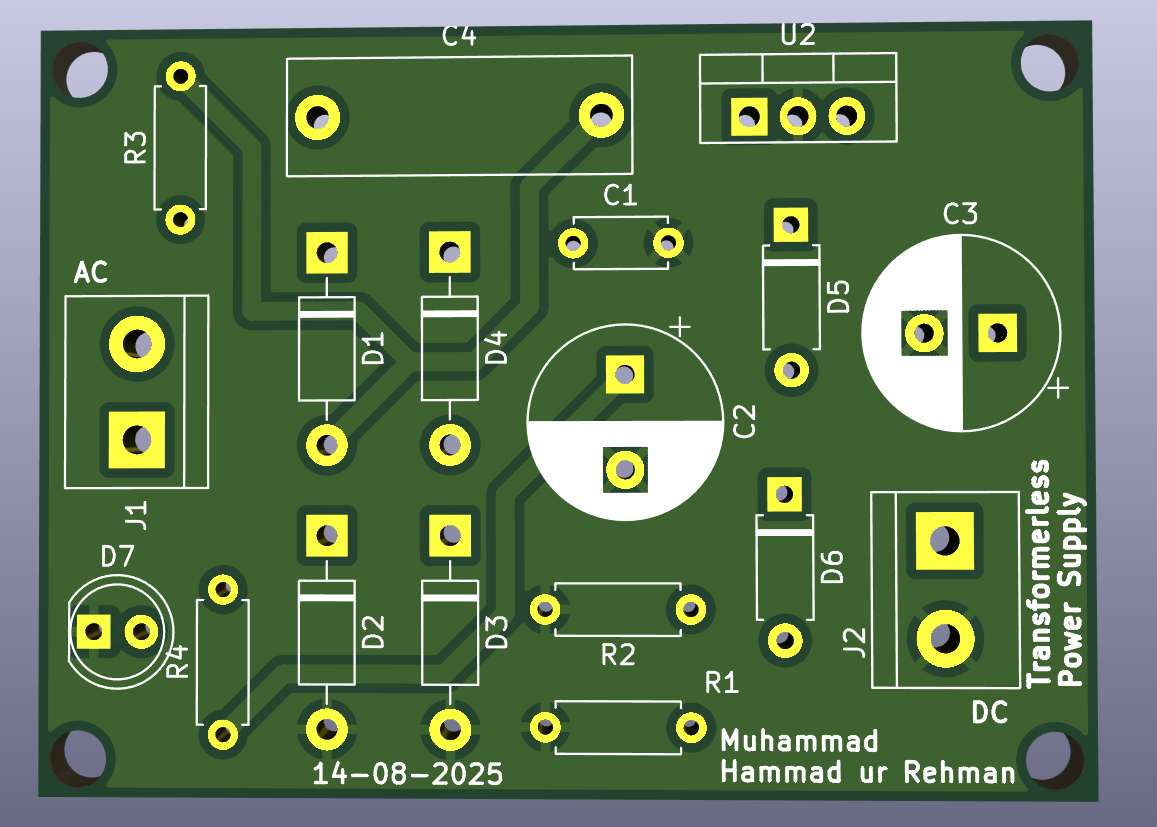 C4
U2
R3
C1
C3
AC
D5
D1
D4
C2
J1
D7
D6
Transformerless
Power Supply
D2
D3
J2
R4
R2
R1
DC
Muhammad
Hammad ur Rehman
14-08-2025
+
+